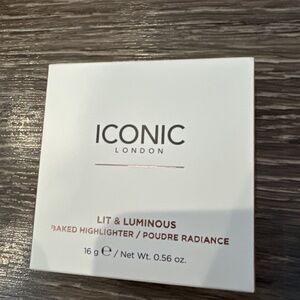 ICONIC
LONDON
LIT & LUMINOUS
BAKED HIGHLIGHTER / POUDRE RADIANCE
16 g ℮ / Net Wt. 0.56 oz.